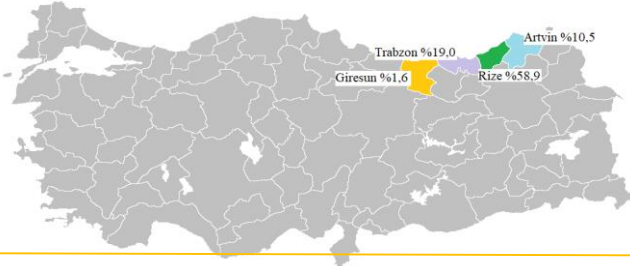 Artvin %10,5
Trabzon %19,0
Giresun %1,6
Rize %58,9